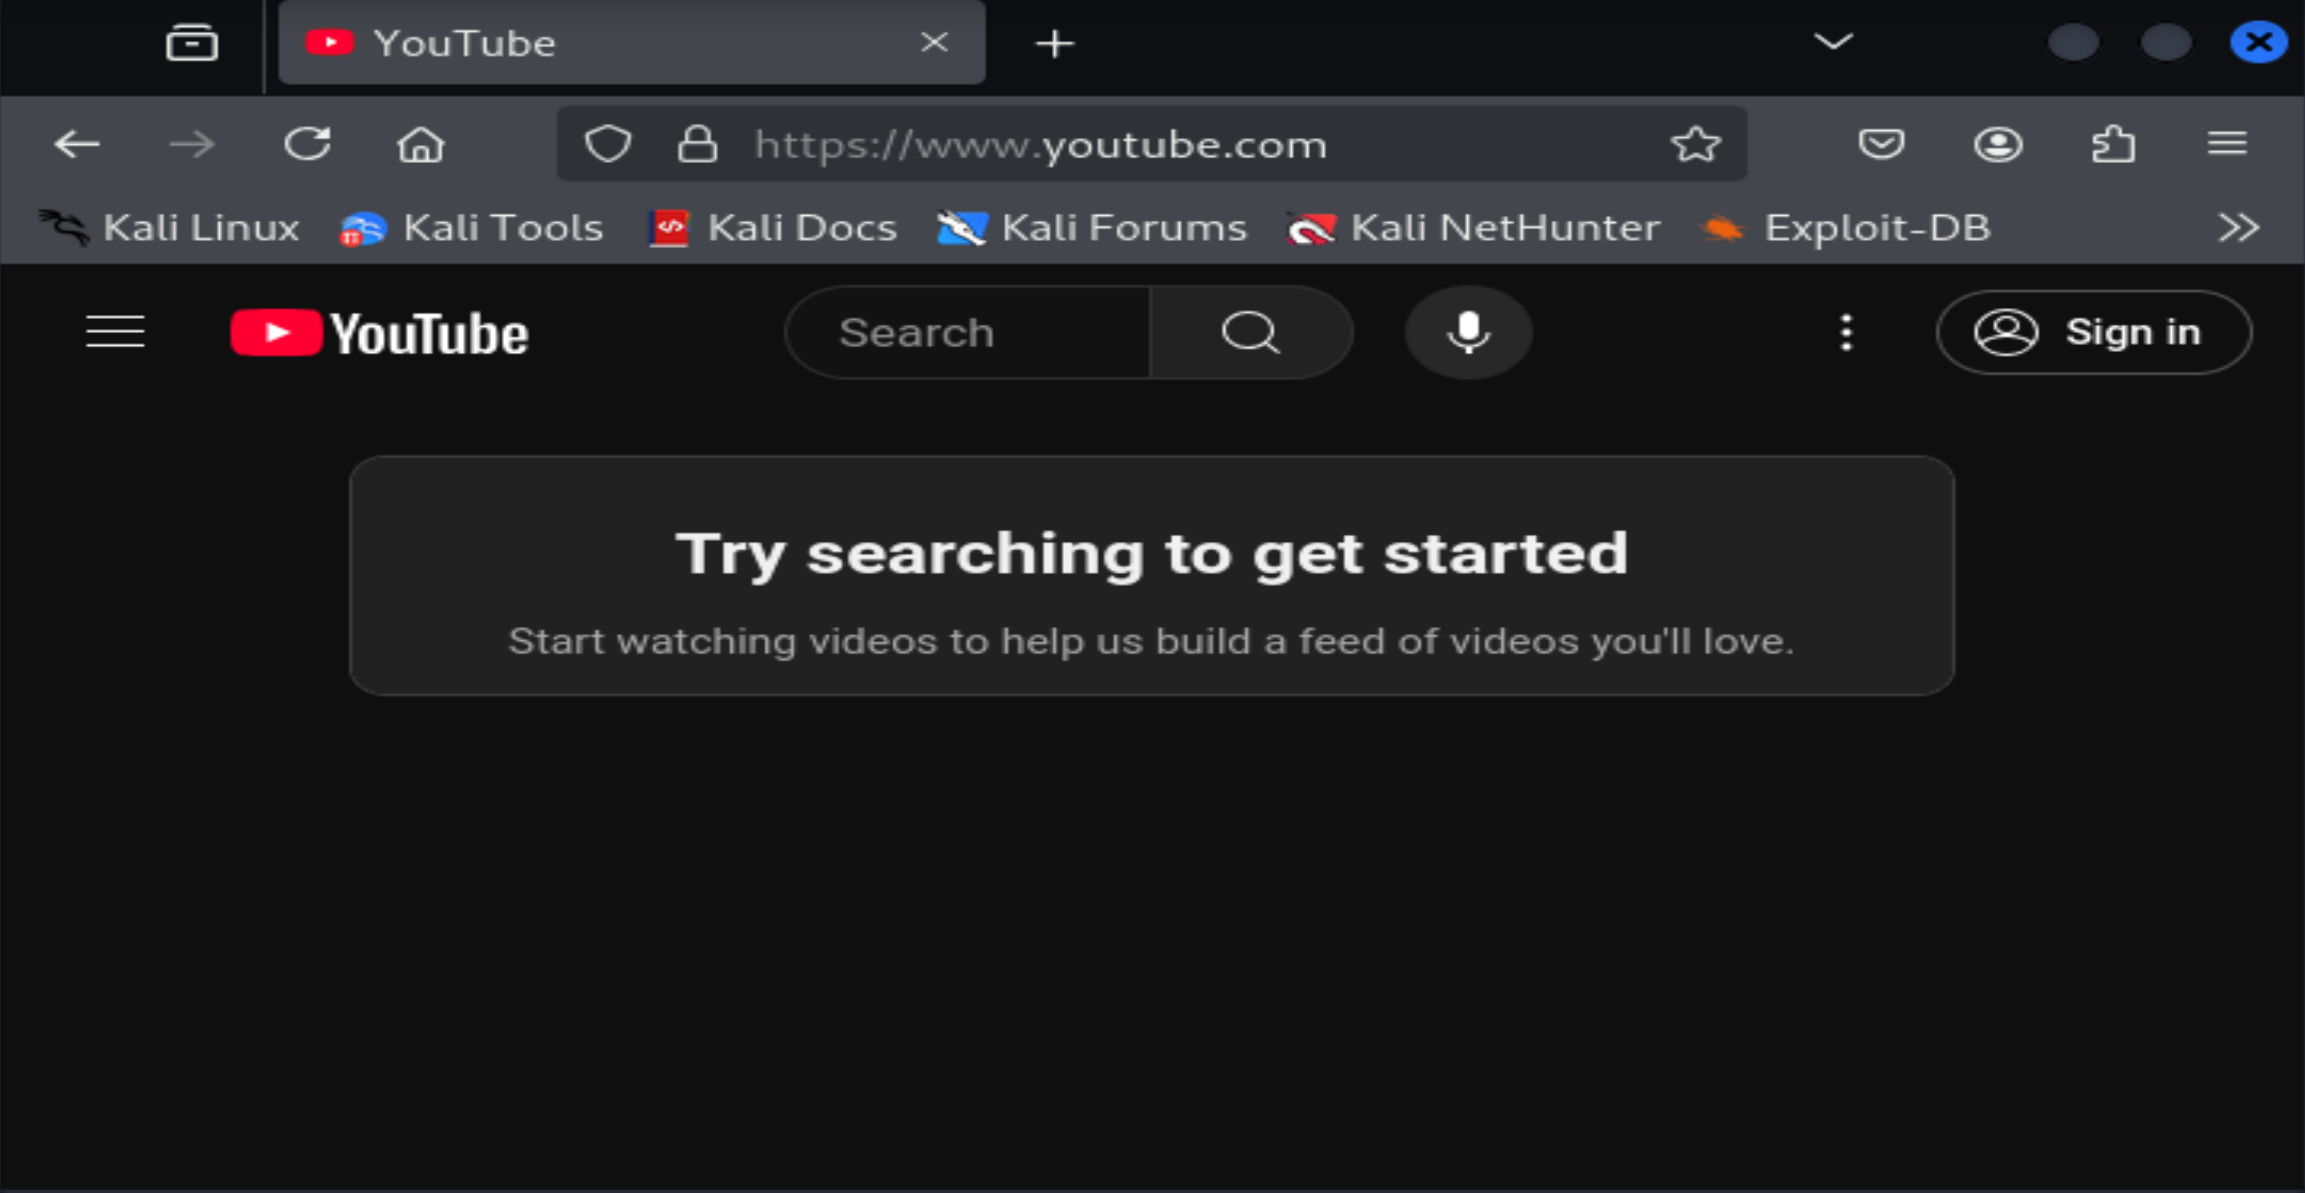 YouTube
https://www.youtube.com
Kali Linux Kali Tools Kali Docs Kali Forums Kali NetHunter Exploit-DB
YouTube Search Sign in
Try searching to get started
Start watching videos to help us build a feed of videos you'll love.